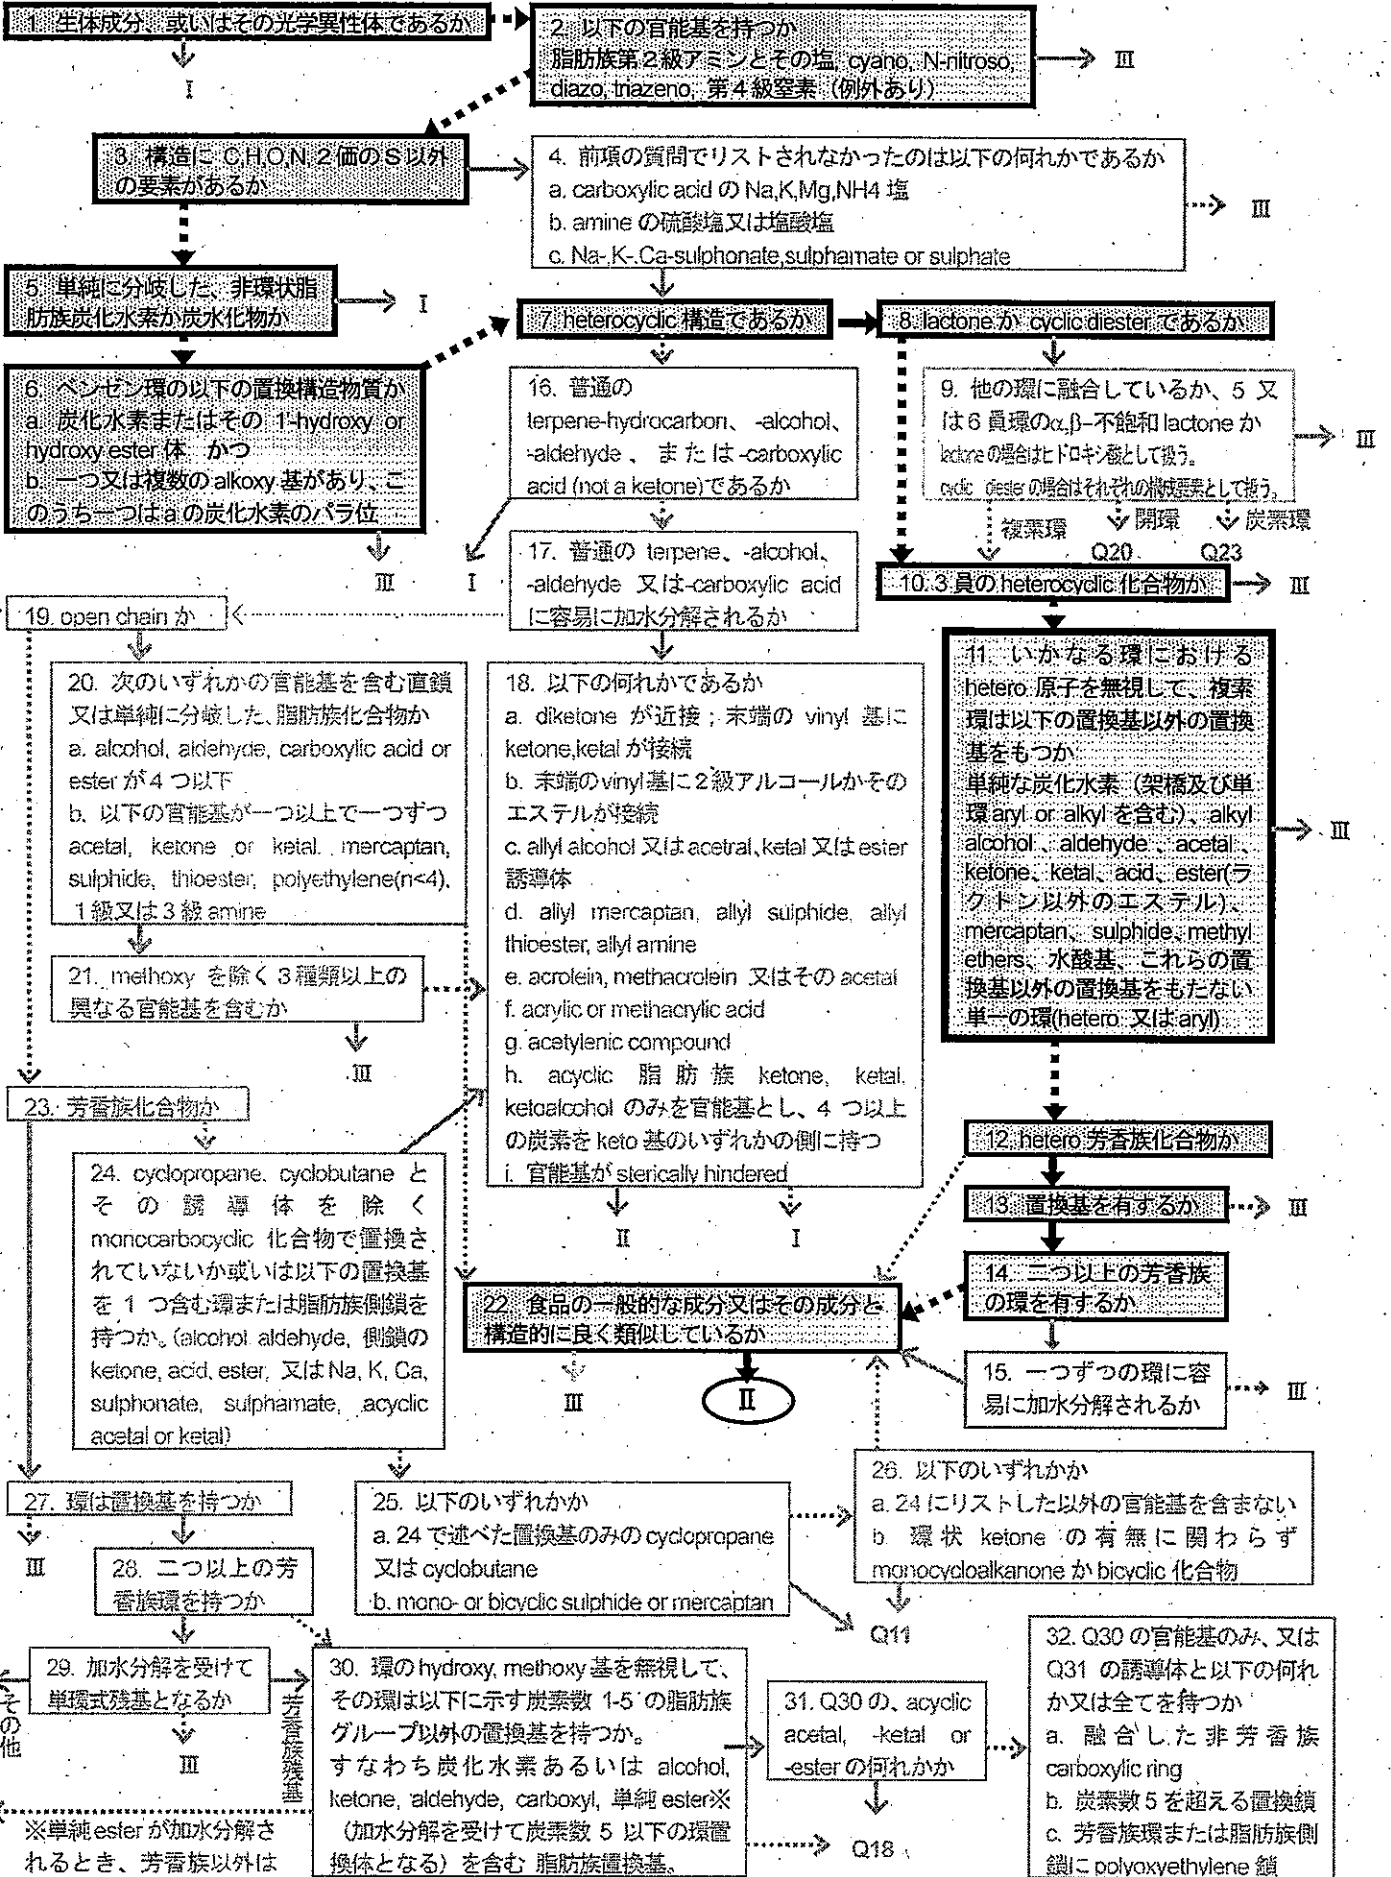 1. 生体成分、或いはその光学異性体であるか
I
2. 以下の官能基を持つか
脂肪族第2級アミンとその塩, cyano, N-nitroso,
diazo, triazeno, 第4級窒素（例外あり）
III
3. 構造に C,H,O,N, 2価のS以外
の要素があるか
4. 前項の質問でリストされなかったのは以下の何れかであるか
a. carboxylic acid の Na,K,Mg,NH4 塩
b. amine の硫酸塩又は塩酸塩
c. Na-,K-,Ca-sulphonate,sulphamate or sulphate
III
5. 単純に分岐した、非環状脂
肪族炭化水素か炭水化物か
I
6. ベンゼン環の以下の置換構造物質か
a. 炭化水素またはその 1-hydroxy or
hydroxy ester 体 かつ
b. 一つ又は複数の alkoxy 基があり、こ
のうち一つは a の炭化水素のパラ位
III
7. heterocyclic 構造であるか
8. lactone か cyclic diester であるか
9. 他の環に融合しているか、5 又
は6員環のα,β-不飽和 lactone か
lactone の場合はヒドロキシ酸として扱う。
cyclic diester の場合はそれぞれの構成要素として扱う。
III
複素環
開環
炭素環
Q20
Q23
10. 3員の heterocyclic 化合物か
III
11. いかなる環における
hetero 原子を無視して、複素
環は以下の置換基以外の置換
基をもつか
単純な炭化水素（架橋及び単
環 aryl or alkyl を含む）、alkyl
alcohol、aldehyde、acetal、
ketone、ketal、acid、ester(ラ
クトン以外のエステル)、
mercaptan、sulphide、methyl
ethers、水酸基、これらの置
換基以外の置換基をもたない
単一の環(hetero 又は aryl)
III
12. hetero 芳香族化合物か
13. 置換基を有するか
III
14. 二つ以上の芳香族
の環を有するか
15. 一つずつの環に容
易に加水分解されるか
III
16. 普通の
terpene-hydrocarbon、-alcohol、
-aldehyde、または-carboxylic
acid (not a ketone)であるか
I
17. 普通の terpene、-alcohol、
-aldehyde 又は-carboxylic acid
に容易に加水分解されるか
18. 以下の何れかであるか
a. diketone が近接；末端の vinyl 基に
ketone,ketal が接続
b. 末端の vinyl 基に2級アルコールかその
エステルが接続
c. allyl alcohol 又は acetral,ketal 又は ester
誘導体
d. allyl mercaptan, allyl sulphide, allyl
thioester, allyl amine
e. acrolein, methacrolein 又はその acetal
f. acrylic or methacrylic acid
g. acetylenic compound
h. acyclic 脂肪族 ketone, ketal,
ketoalcohol のみを官能基とし、4 つ以上
の炭素を keto 基のいずれかの側に持つ
i. 官能基が sterically hindered
II
I
19. open chain か
20. 次のいずれかの官能基を含む直鎖
又は単純に分岐した、脂肪族化合物か
a. alcohol, aldehyde, carboxylic acid or
ester が 4 つ以下
b. 以下の官能基が一つ以上で一つずつ
acetal, ketone or ketal, mercaptan,
sulphide, thioester, polyethylene(n<4),
1級又は3級 amine
21. methoxy を除く3種類以上の
異なる官能基を含むか
III
22. 食品の一般的な成分又はその成分と
構造的に良く類似しているか
III
II
23. 芳香族化合物か
24. cyclopropane, cyclobutane と
その誘導体を除く
monocarbocyclic 化合物で置換さ
れていないか或いは以下の置換基
を 1 つ含む環または脂肪族側鎖を
持つか。(alcohol aldehyde, 側鎖の
ketone, acid, ester, 又は Na, K, Ca,
sulphonate, sulphamate, acyclic
acetal or ketal)
25. 以下のいずれかか
a. 24 で述べた置換基のみの cyclopropane
又は cyclobutane
b. mono- or bicyclic sulphide or mercaptan
26. 以下のいずれかか
a. 24 にリストした以外の官能基を含まない
b. 環状 ketone の有無に関わらず
monocycloalkanone か bicyclic 化合物
Q11
27. 環は置換基を持つか
III
28. 二つ以上の芳
香族環を持つか
29. 加水分解を受けて
単環式残基となるか
その他
芳香族残基
III
※単純 ester が加水分解さ
れるとき、芳香族以外は
30. 環の hydroxy, methoxy 基を無視して、
その環は以下に示す炭素数 1-5 の脂肪族
グループ以外の置換基を持つか。
すなわち炭化水素あるいは alcohol,
ketone, aldehyde, carboxyl, 単純 ester※
（加水分解を受けて炭素数 5 以下の環置
換体となる）を含む 脂肪族置換基。
Q18
31. Q30 の、acyclic
acetal, -ketal or
-ester の何れかか
32. Q30 の官能基のみ、又は
Q31 の誘導体と以下の何れ
か又は全てを待つか
a. 融合した非芳香族
carboxylic ring
b. 炭素数 5 を超える置換鎖
c. 芳香族環または脂肪族側
鎖に polyoxyethylene 鎖